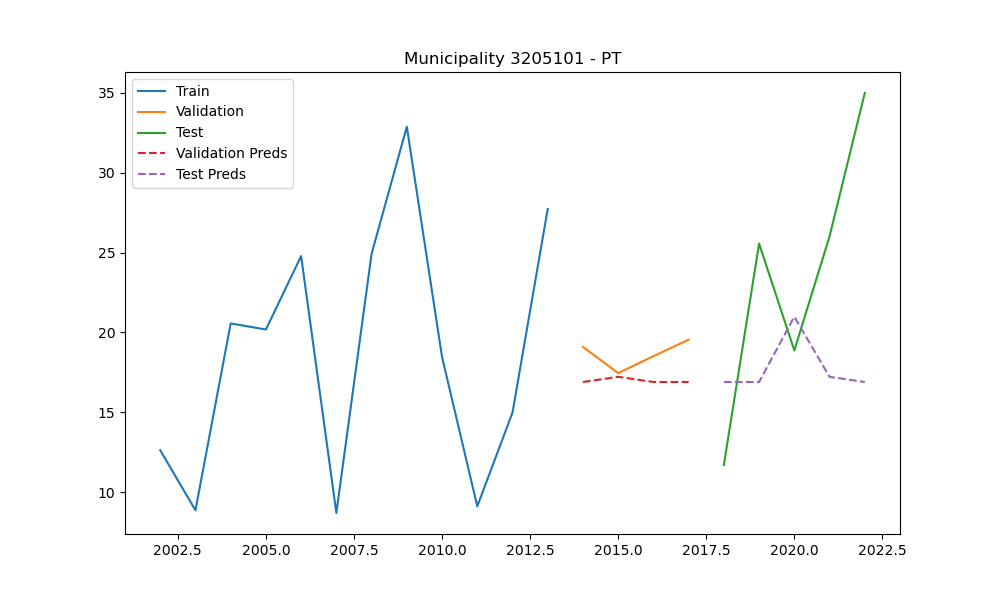 Municipality 3205101 - PT
Train
Validation
Test
Validation Preds
Test Preds
35
30
25
20
15
10
2002.5 2005.0 2007.5 2010.0 2012.5 2015.0 2017.5 2020.0 2022.5